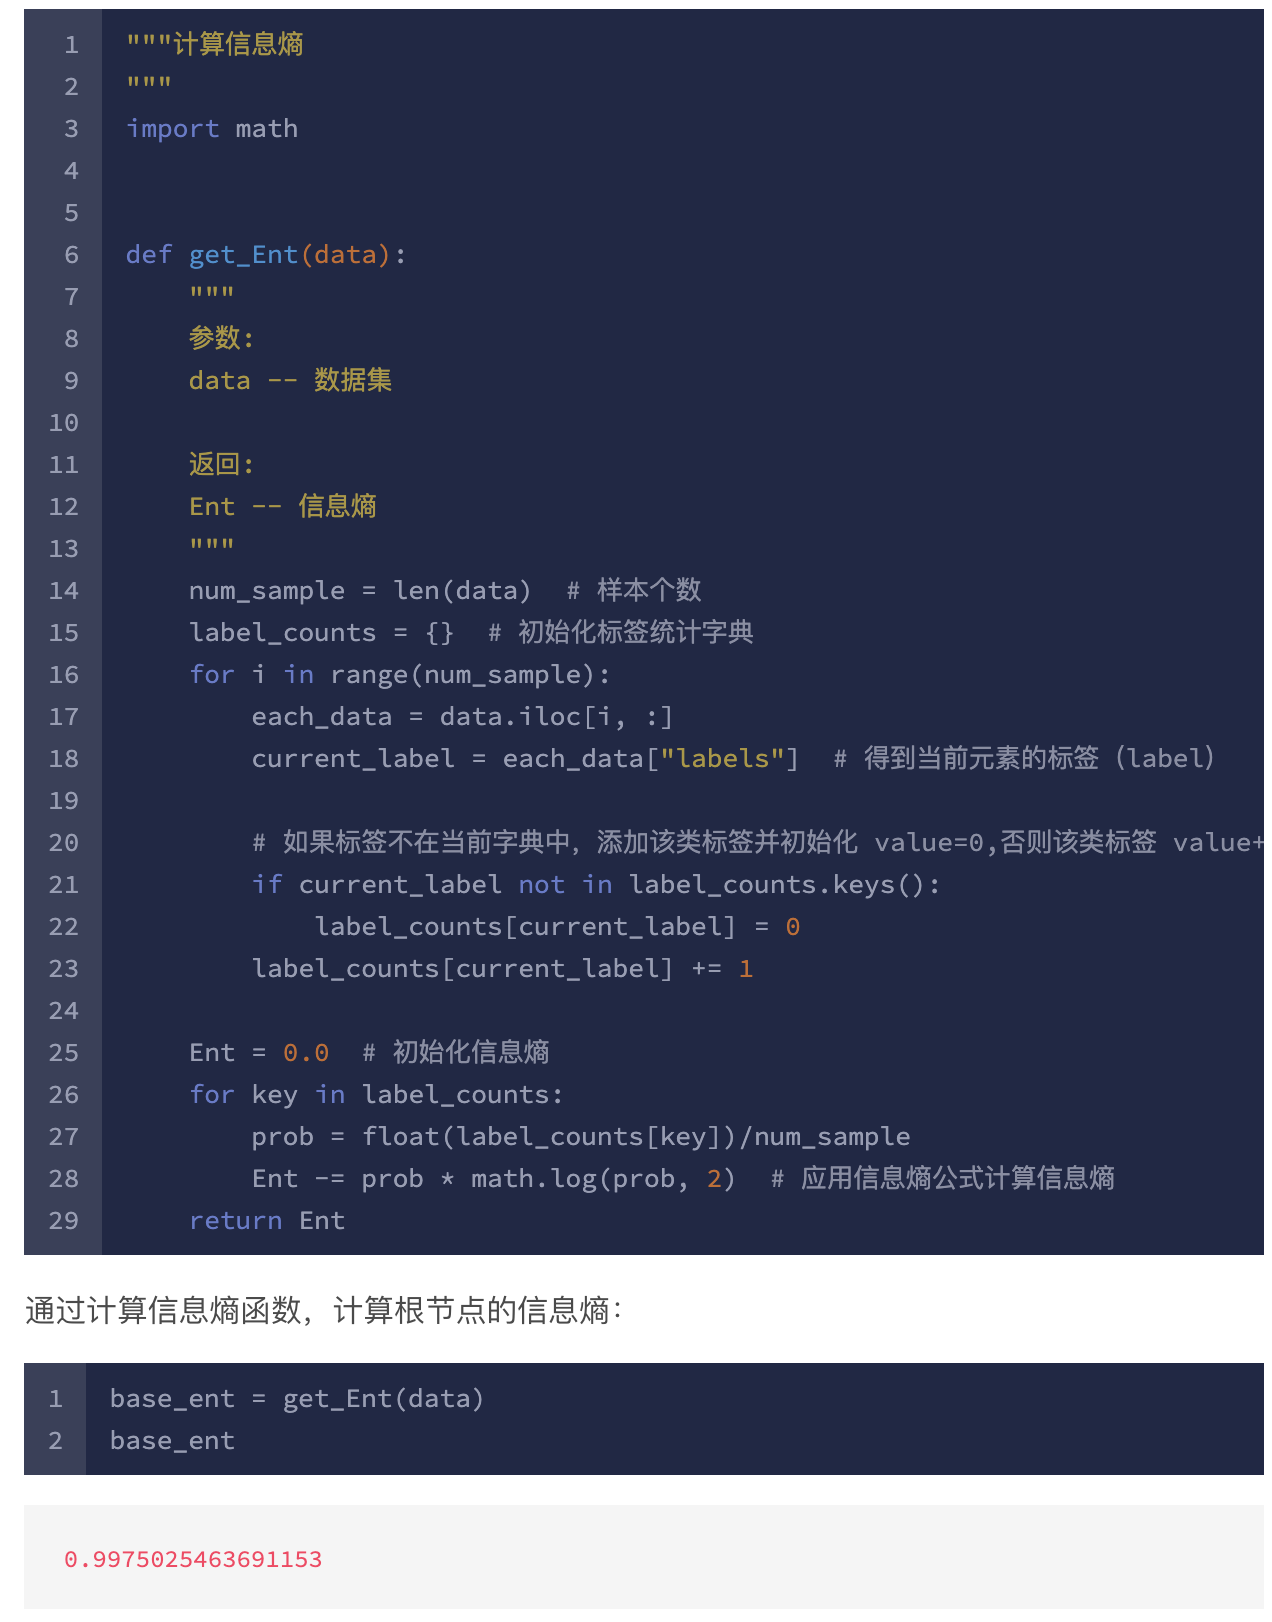 1 """计算信息熵
2 """
3 import math
4
5
6 def get_Ent(data):
7     """
8     参数:
9     data -- 数据集
10
11     返回:
12     Ent -- 信息熵
13     """
14     num_sample = len(data)  # 样本个数
15     label_counts = {}  # 初始化标签统计字典
16     for i in range(num_sample):
17         each_data = data.iloc[i, :]
18         current_label = each_data["labels"]  # 得到当前元素的标签（label）
19
20         # 如果标签不在当前字典中，添加该类标签并初始化 value=0,否则该类标签 value+
21         if current_label not in label_counts.keys():
22             label_counts[current_label] = 0
23         label_counts[current_label] += 1
24
25     Ent = 0.0  # 初始化信息熵
26     for key in label_counts:
27         prob = float(label_counts[key])/num_sample
28         Ent -= prob * math.log(prob, 2)  # 应用信息熵公式计算信息熵
29     return Ent
通过计算信息熵函数，计算根节点的信息熵：
1 base_ent = get_Ent(data)
2 base_ent
0.9975025463691153